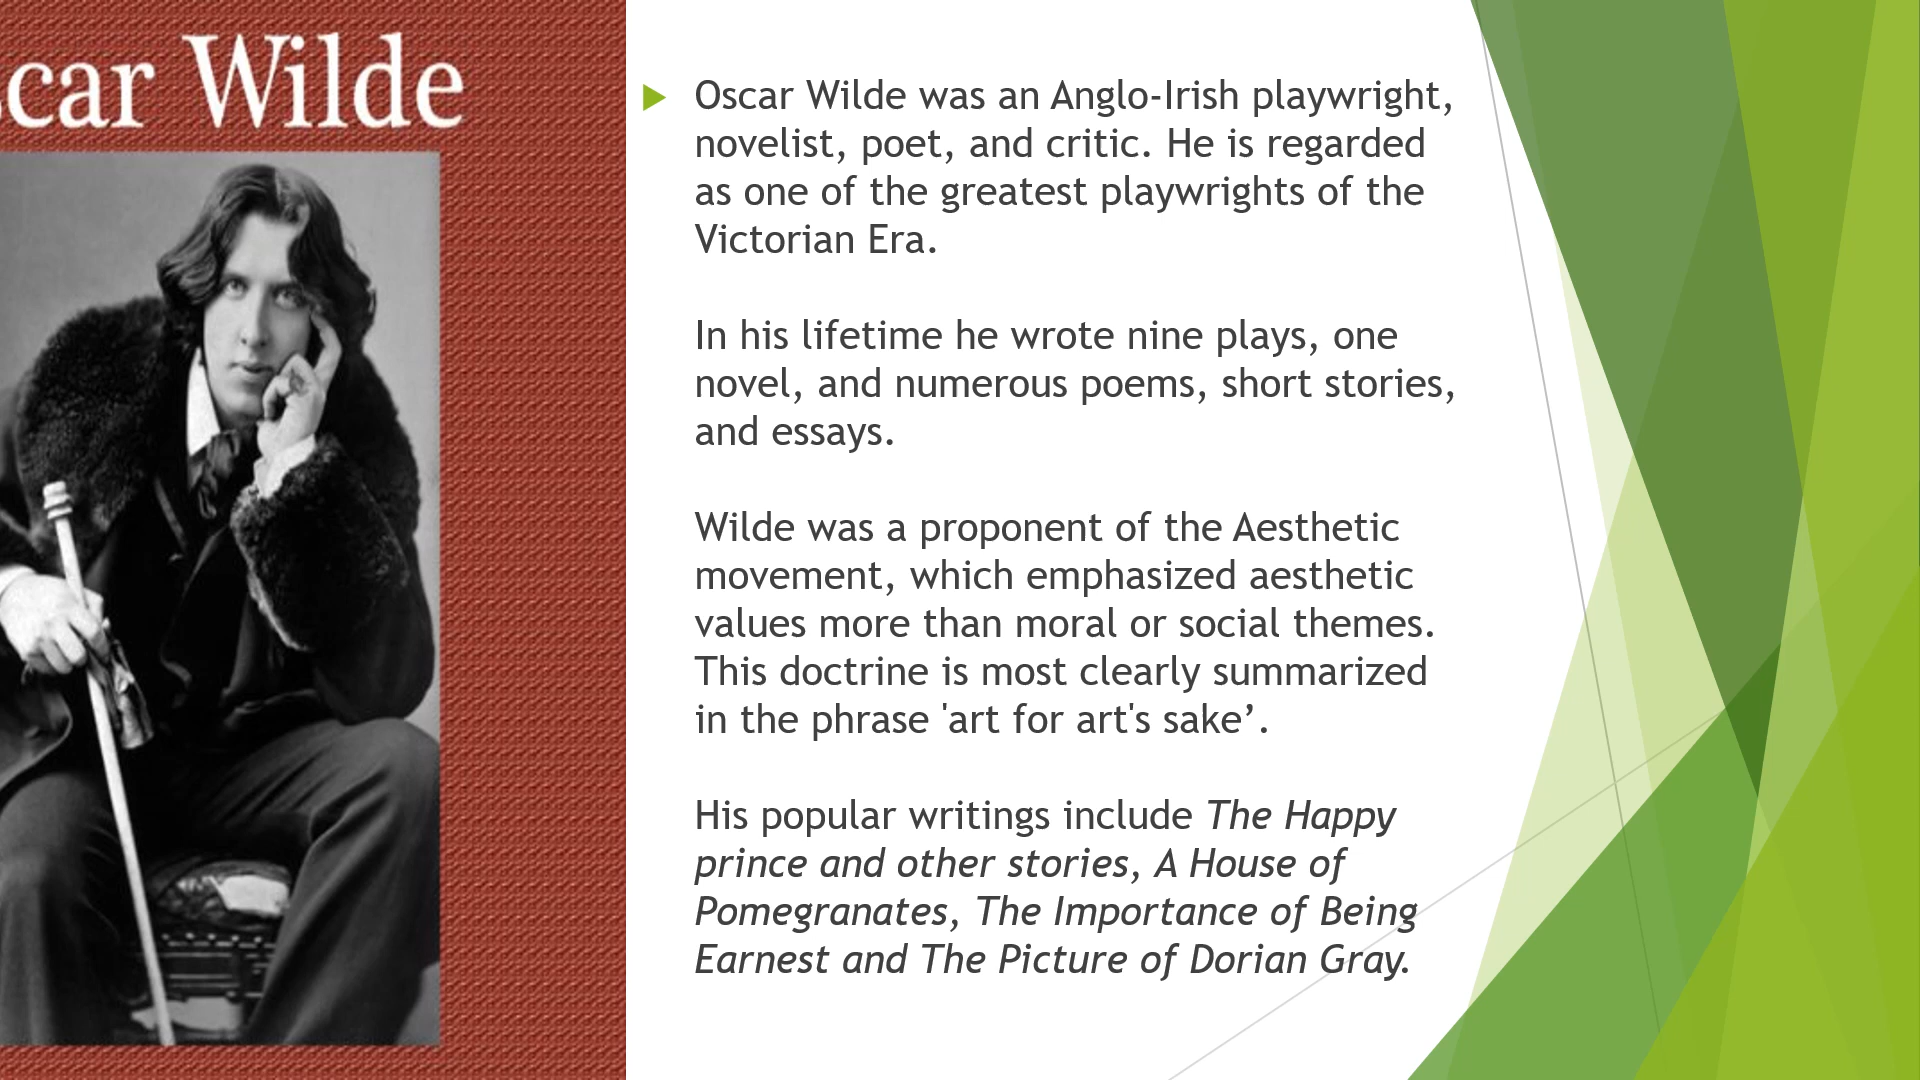 car Wilde
Oscar Wilde was an Anglo-Irish playwright,
novelist, poet, and critic. He is regarded
as one of the greatest playwrights of the
Victorian Era.
In his lifetime he wrote nine plays, one
novel, and numerous poems, short stories,
and essays.
Wilde was a proponent of the Aesthetic
movement, which emphasized aesthetic
values more than moral or social themes.
This doctrine is most clearly summarized
in the phrase 'art for art's sake’.
His popular writings include The Happy
prince and other stories, A House of
Pomegranates, The Importance of Being
Earnest and The Picture of Dorian Gray.